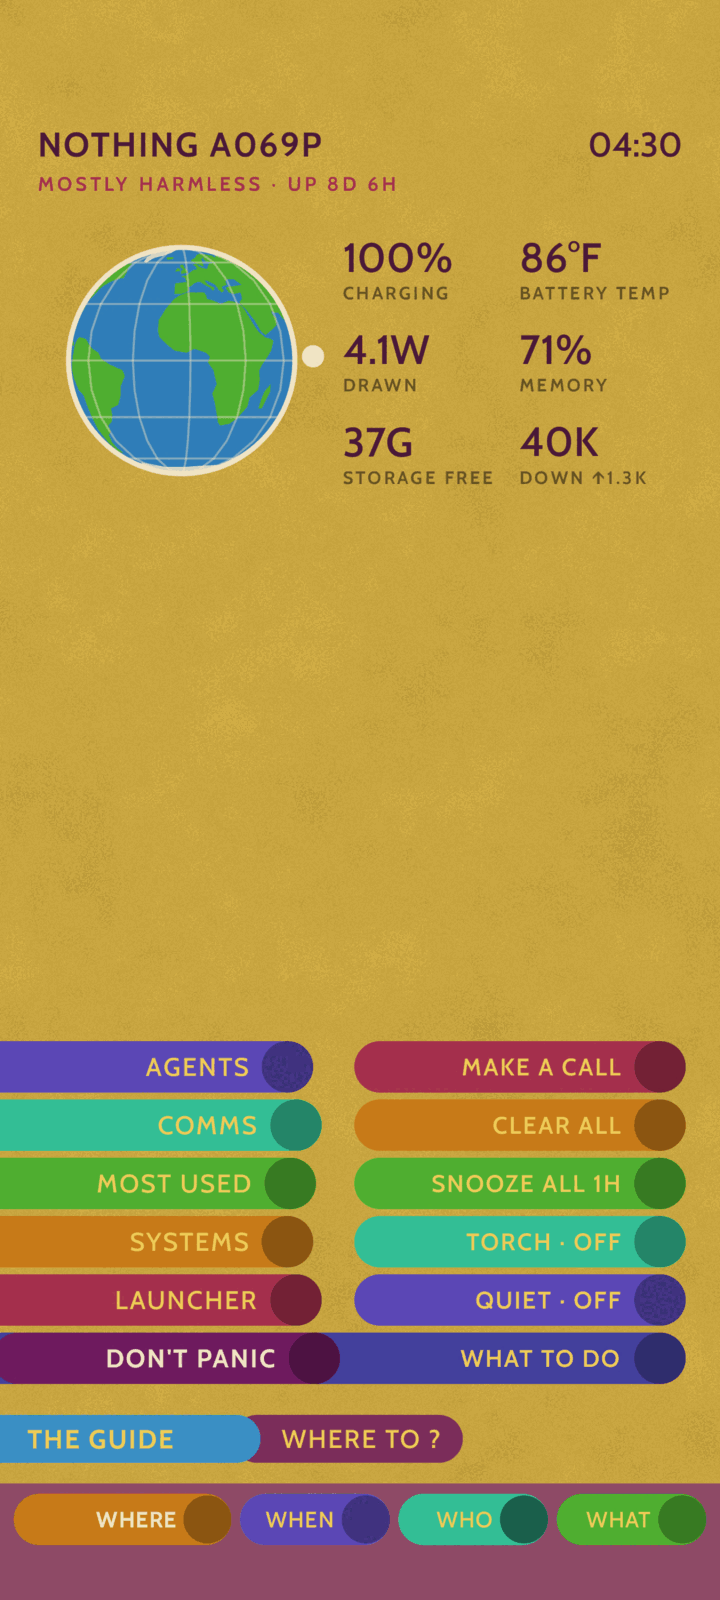 NOTHING A069P 04:30
MOSTLY HARMLESS · UP 8D 6H
100% 86°F
CHARGING BATTERY TEMP
4.1W 71%
DRAWN MEMORY
37G 40K
STORAGE FREE DOWN ↑1.3K
AGENTS MAKE A CALL
COMMS CLEAR ALL
MOST USED SNOOZE ALL 1H
SYSTEMS TORCH · OFF
LAUNCHER QUIET · OFF
DON'T PANIC WHAT TO DO
THE GUIDE WHERE TO ?
WHERE WHEN WHO WHAT